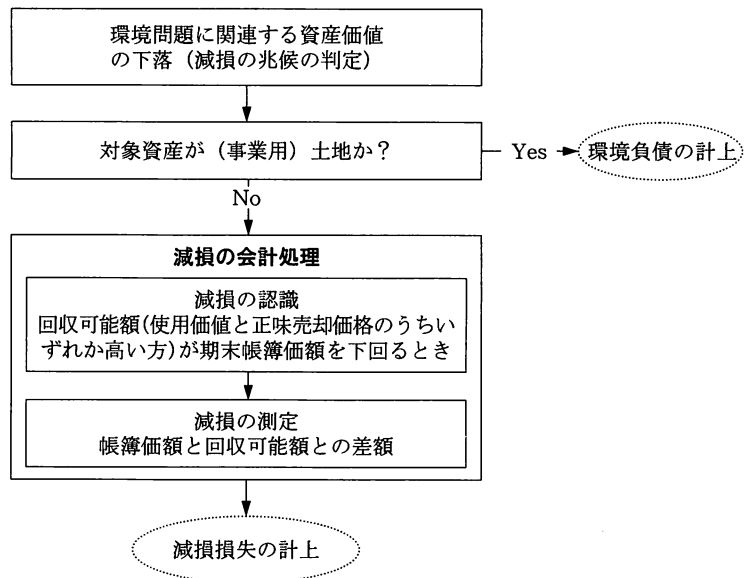 環境問題に関連する資産価値
の下落（減損の兆候の判定）
対象資産が（事業用）土地か？
Yes
環境負債の計上
No
減損の会計処理
減損の認識
回収可能額(使用価値と正味売却価格のうちい
ずれか高い方)が期末帳簿価額を下回るとき
減損の測定
帳簿価額と回収可能額との差額
減損損失の計上